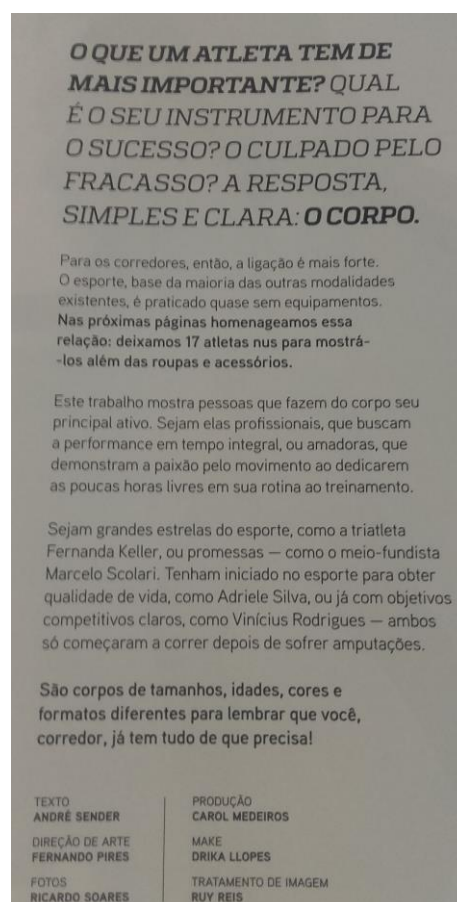 O QUE UM ATLETA TEM DE
MAIS IMPORTANTE? QUAL
É O SEU INSTRUMENTO PARA
O SUCESSO? O CULPADO PELO
FRACASSO? A RESPOSTA,
SIMPLES E CLARA: O CORPO.
Para os corredores, então, a ligação é mais forte.
O esporte, base da maioria das outras modalidades
existentes, é praticado quase sem equipamentos.
Nas próximas páginas homenageamos essa
relação: deixamos 17 atletas nus para mostrá-
-los além das roupas e acessórios.
Este trabalho mostra pessoas que fazem do corpo seu
principal ativo. Sejam elas profissionais, que buscam
a performance em tempo integral, ou amadoras, que
demonstram a paixão pelo movimento ao dedicarem
as poucas horas livres em sua rotina ao treinamento.
Sejam grandes estrelas do esporte, como a triatleta
Fernanda Keller, ou promessas — como o meio-fundista
Marcelo Scolari. Tenham iniciado no esporte para obter
qualidade de vida, como Adriele Silva, ou já com objetivos
competitivos claros, como Vinícius Rodrigues — ambos
só começaram a correr depois de sofrer amputações.
São corpos de tamanhos, idades, cores e
formatos diferentes para lembrar que você,
corredor, já tem tudo de que precisa!
TEXTO
ANDRÉ SENDER
DIREÇÃO DE ARTE
FERNANDO PIRES
FOTOS
RICARDO SOARES
PRODUÇÃO
CAROL MEDEIROS
MAKE
DRIKA LLOPES
TRATAMENTO DE IMAGEM
RUY REIS